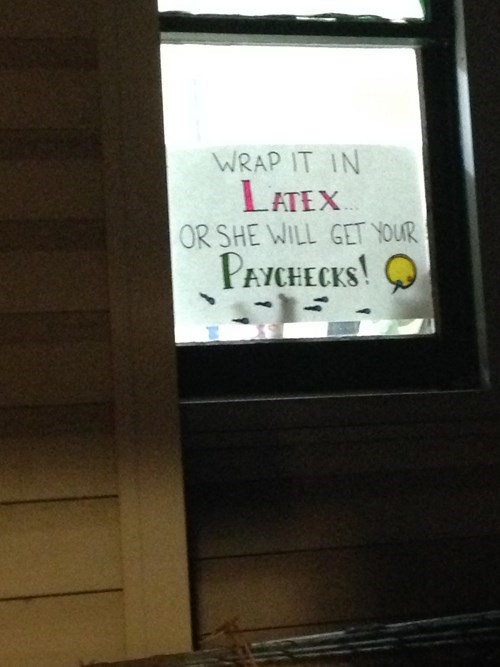 WRAP IT IN
LATEX...
OR SHE WILL GET YOUR
PAYCHECKS!